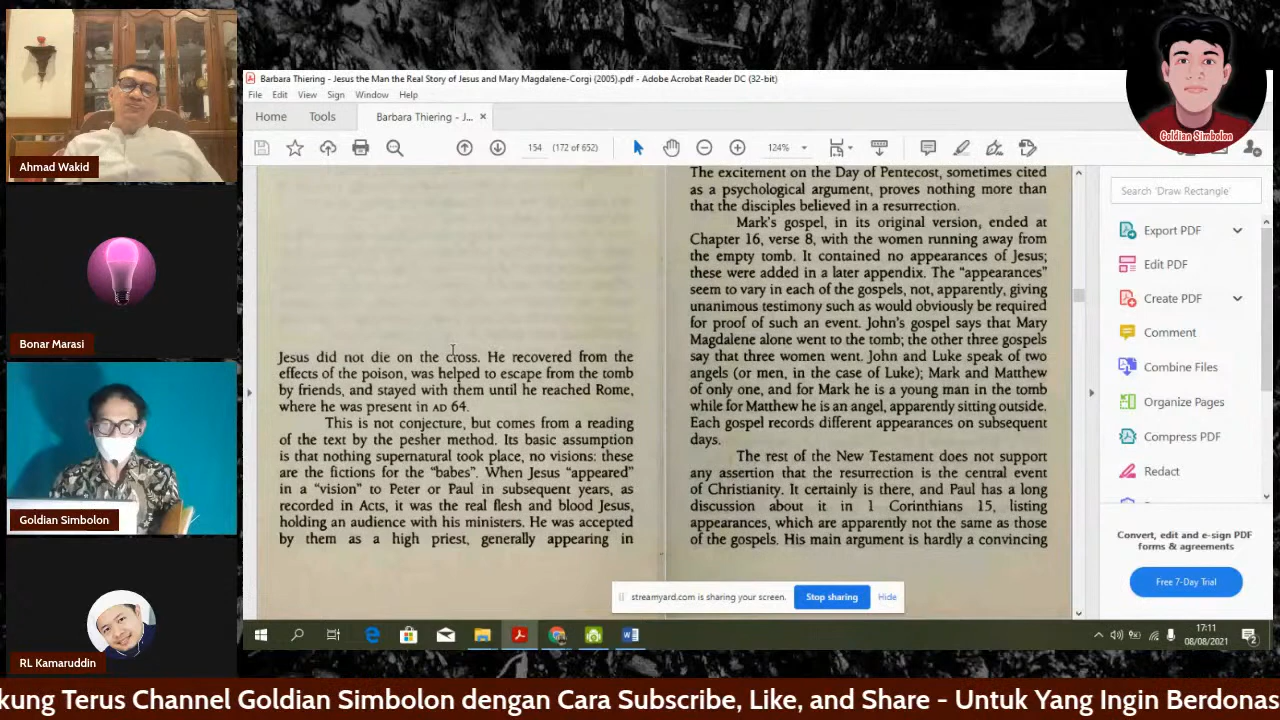 Ahmad Wakid
Bonar Marasi
Goldian Simbolon
RL Kamaruddin
Goldian Simbolon
Barbara Thiering - Jesus the Man the Real Story of Jesus and Mary Magdalene-Corgi (2005).pdf - Adobe Acrobat Reader DC (32-bit)
File Edit View Sign Window Help
Home Tools Barbara Thiering - J... ×
154 (172 of 652) 124%
Jesus did not die on the cross. He recovered from the
effects of the poison, was helped to escape from the tomb
by friends, and stayed with them until he reached Rome,
where he was present in AD 64.
This is not conjecture, but comes from a reading
of the text by the pesher method. Its basic assumption
is that nothing supernatural took place, no visions: these
are the fictions for the “babes”. When Jesus “appeared”
in a “vision” to Peter or Paul in subsequent years, as
recorded in Acts, it was the real flesh and blood Jesus,
holding an audience with his ministers. He was accepted
by them as a high priest, generally appearing in
The excitement on the Day of Pentecost, sometimes cited
as a psychological argument, proves nothing more than
that the disciples believed in a resurrection.
Mark's gospel, in its original version, ended at
Chapter 16, verse 8, with the women running away from
the empty tomb. It contained no appearances of Jesus;
these were added in a later appendix. The “appearances”
seem to vary in each of the gospels, not, apparently, giving
unanimous testimony such as would obviously be required
for proof of such an event. John's gospel says that Mary
Magdalene alone went to the tomb; the other three gospels
say that three women went. John and Luke speak of two
angels (or men, in the case of Luke); Mark and Matthew
of only one, and for Mark he is a young man in the tomb
while for Matthew he is an angel, apparently sitting outside.
Each gospel records different appearances on subsequent
days.
The rest of the New Testament does not support
any assertion that the resurrection is the central event
of Christianity. It certainly is there, and Paul has a long
discussion about it in 1 Corinthians 15, listing
appearances, which are apparently not the same as those
of the gospels. His main argument is hardly a convincing
Search 'Draw Rectangle'
Export PDF
Edit PDF
Create PDF
Comment
Combine Files
Organize Pages
Compress PDF
Redact
Convert, edit and e-sign PDF
forms & agreements
Free 7-Day Trial
streamyard.com is sharing your screen. Stop sharing Hide
17:11
08/08/2021
2
kung Terus Channel Goldian Simbolon dengan Cara Subscribe, Like, and Share - Untuk Yang Ingin Berdonas